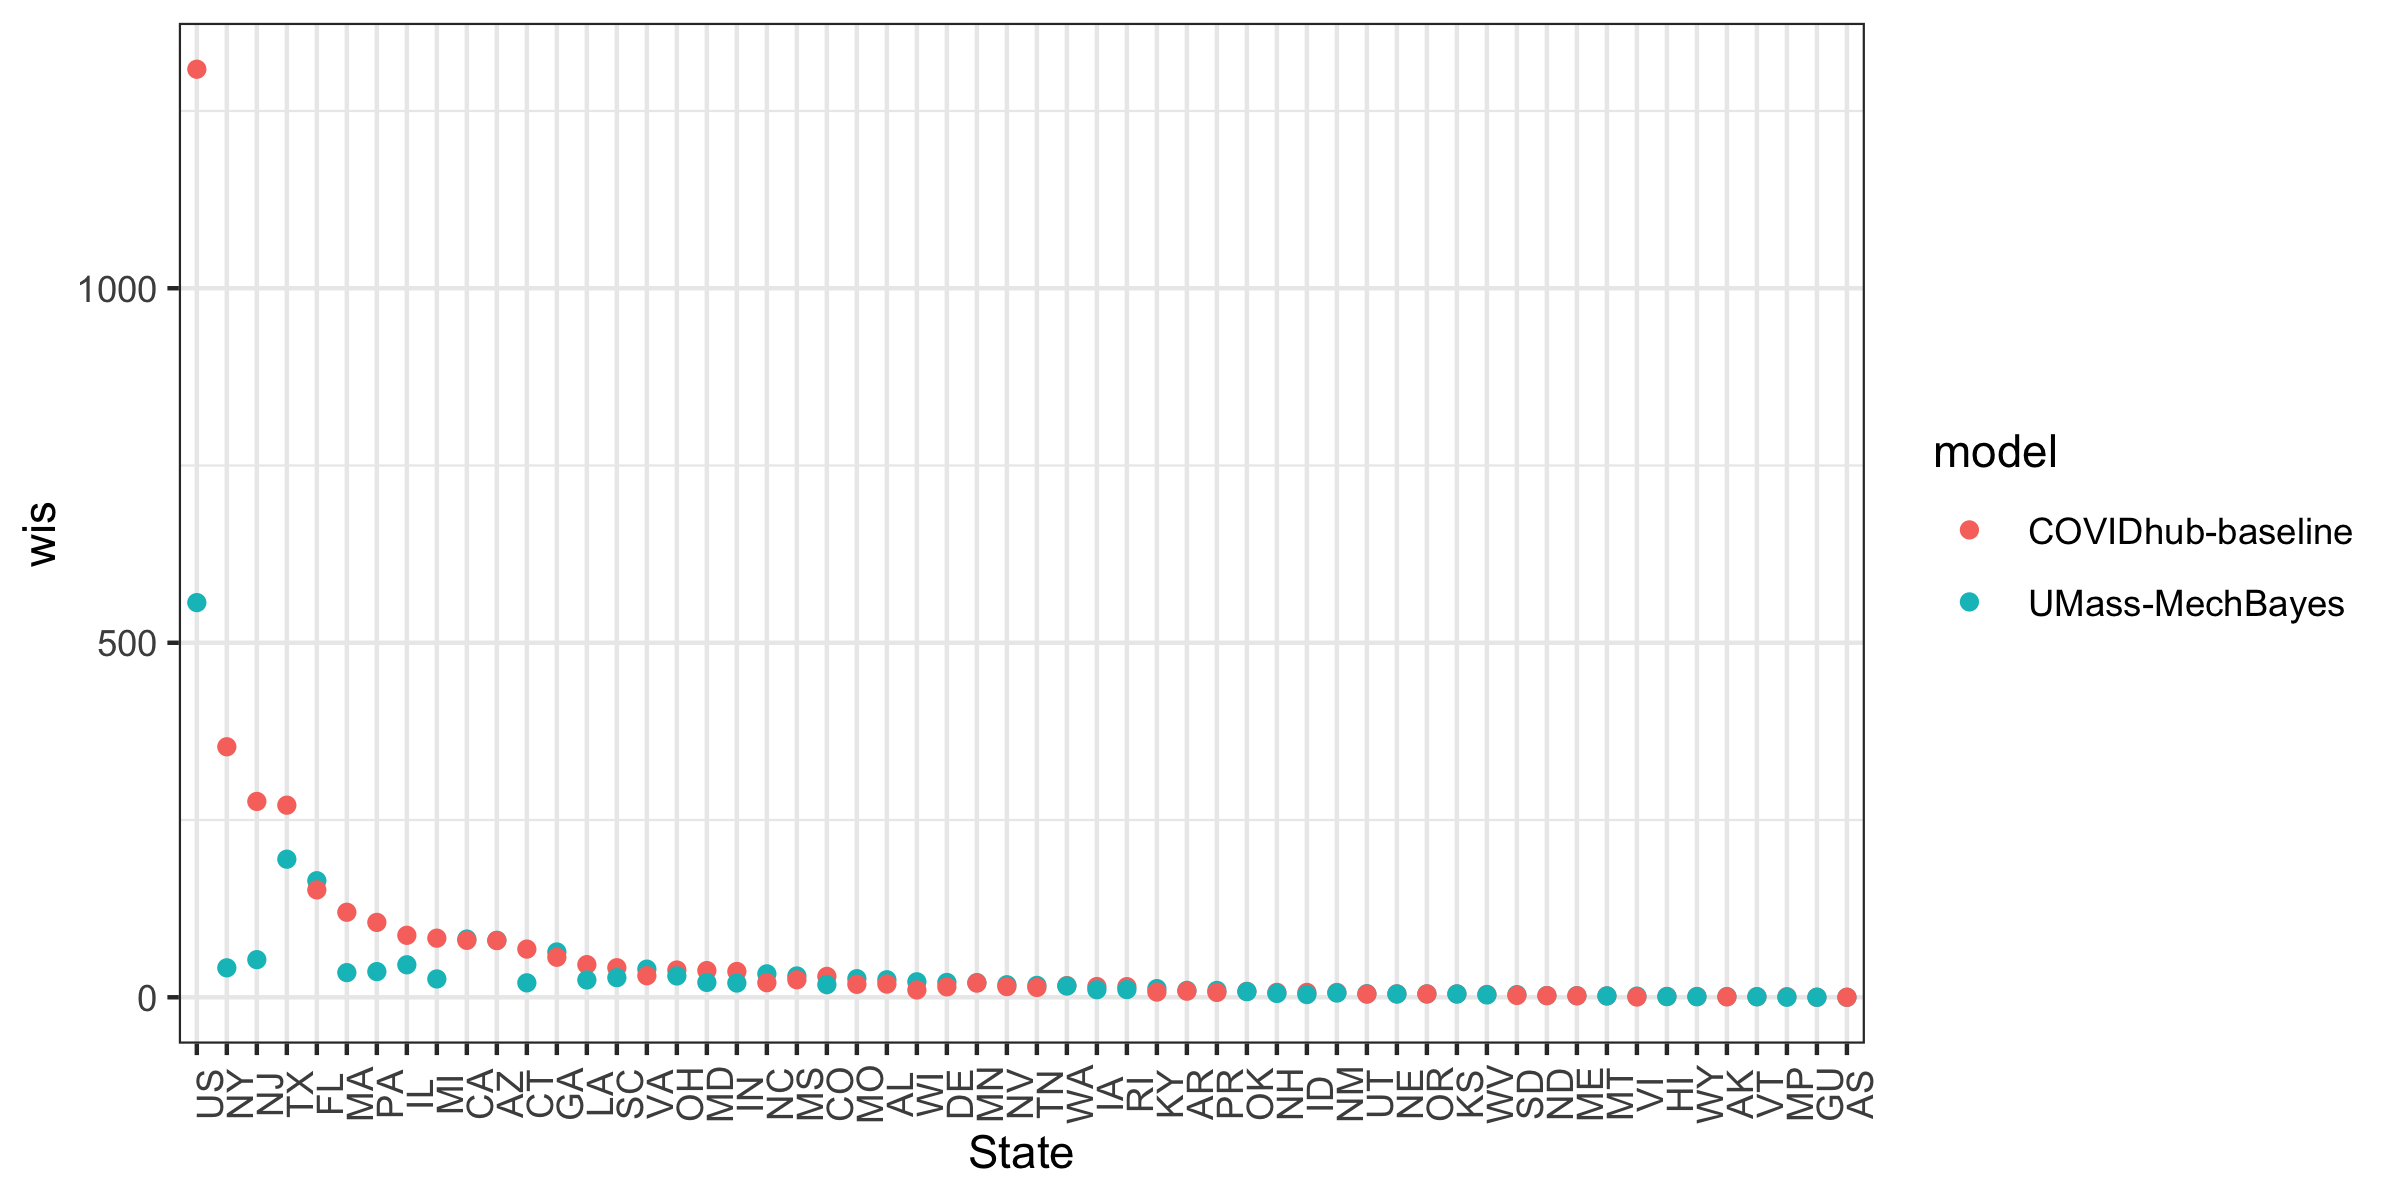 wis
1000
500
0
US NY NJ TX FL MA PA IL MI CA AZ CT GA LA SC VA OH MD IN NC MS CO MO AL WI DE MN NV TN WA IA RI KY AR PR OK NH ID NM UT NE OR KS WV SD ND ME MT VI HI WY AK VT MP GU AS
State
model
COVIDhub-baseline
UMass-MechBayes